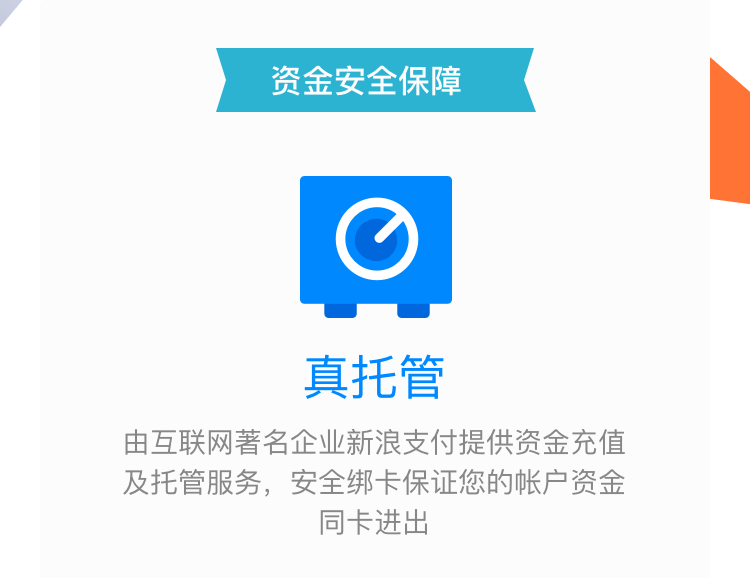 资金安全保障
真托管
由互联网著名企业新浪支付提供资金充值
及托管服务，安全绑卡保证您的帐户资金
同卡进出